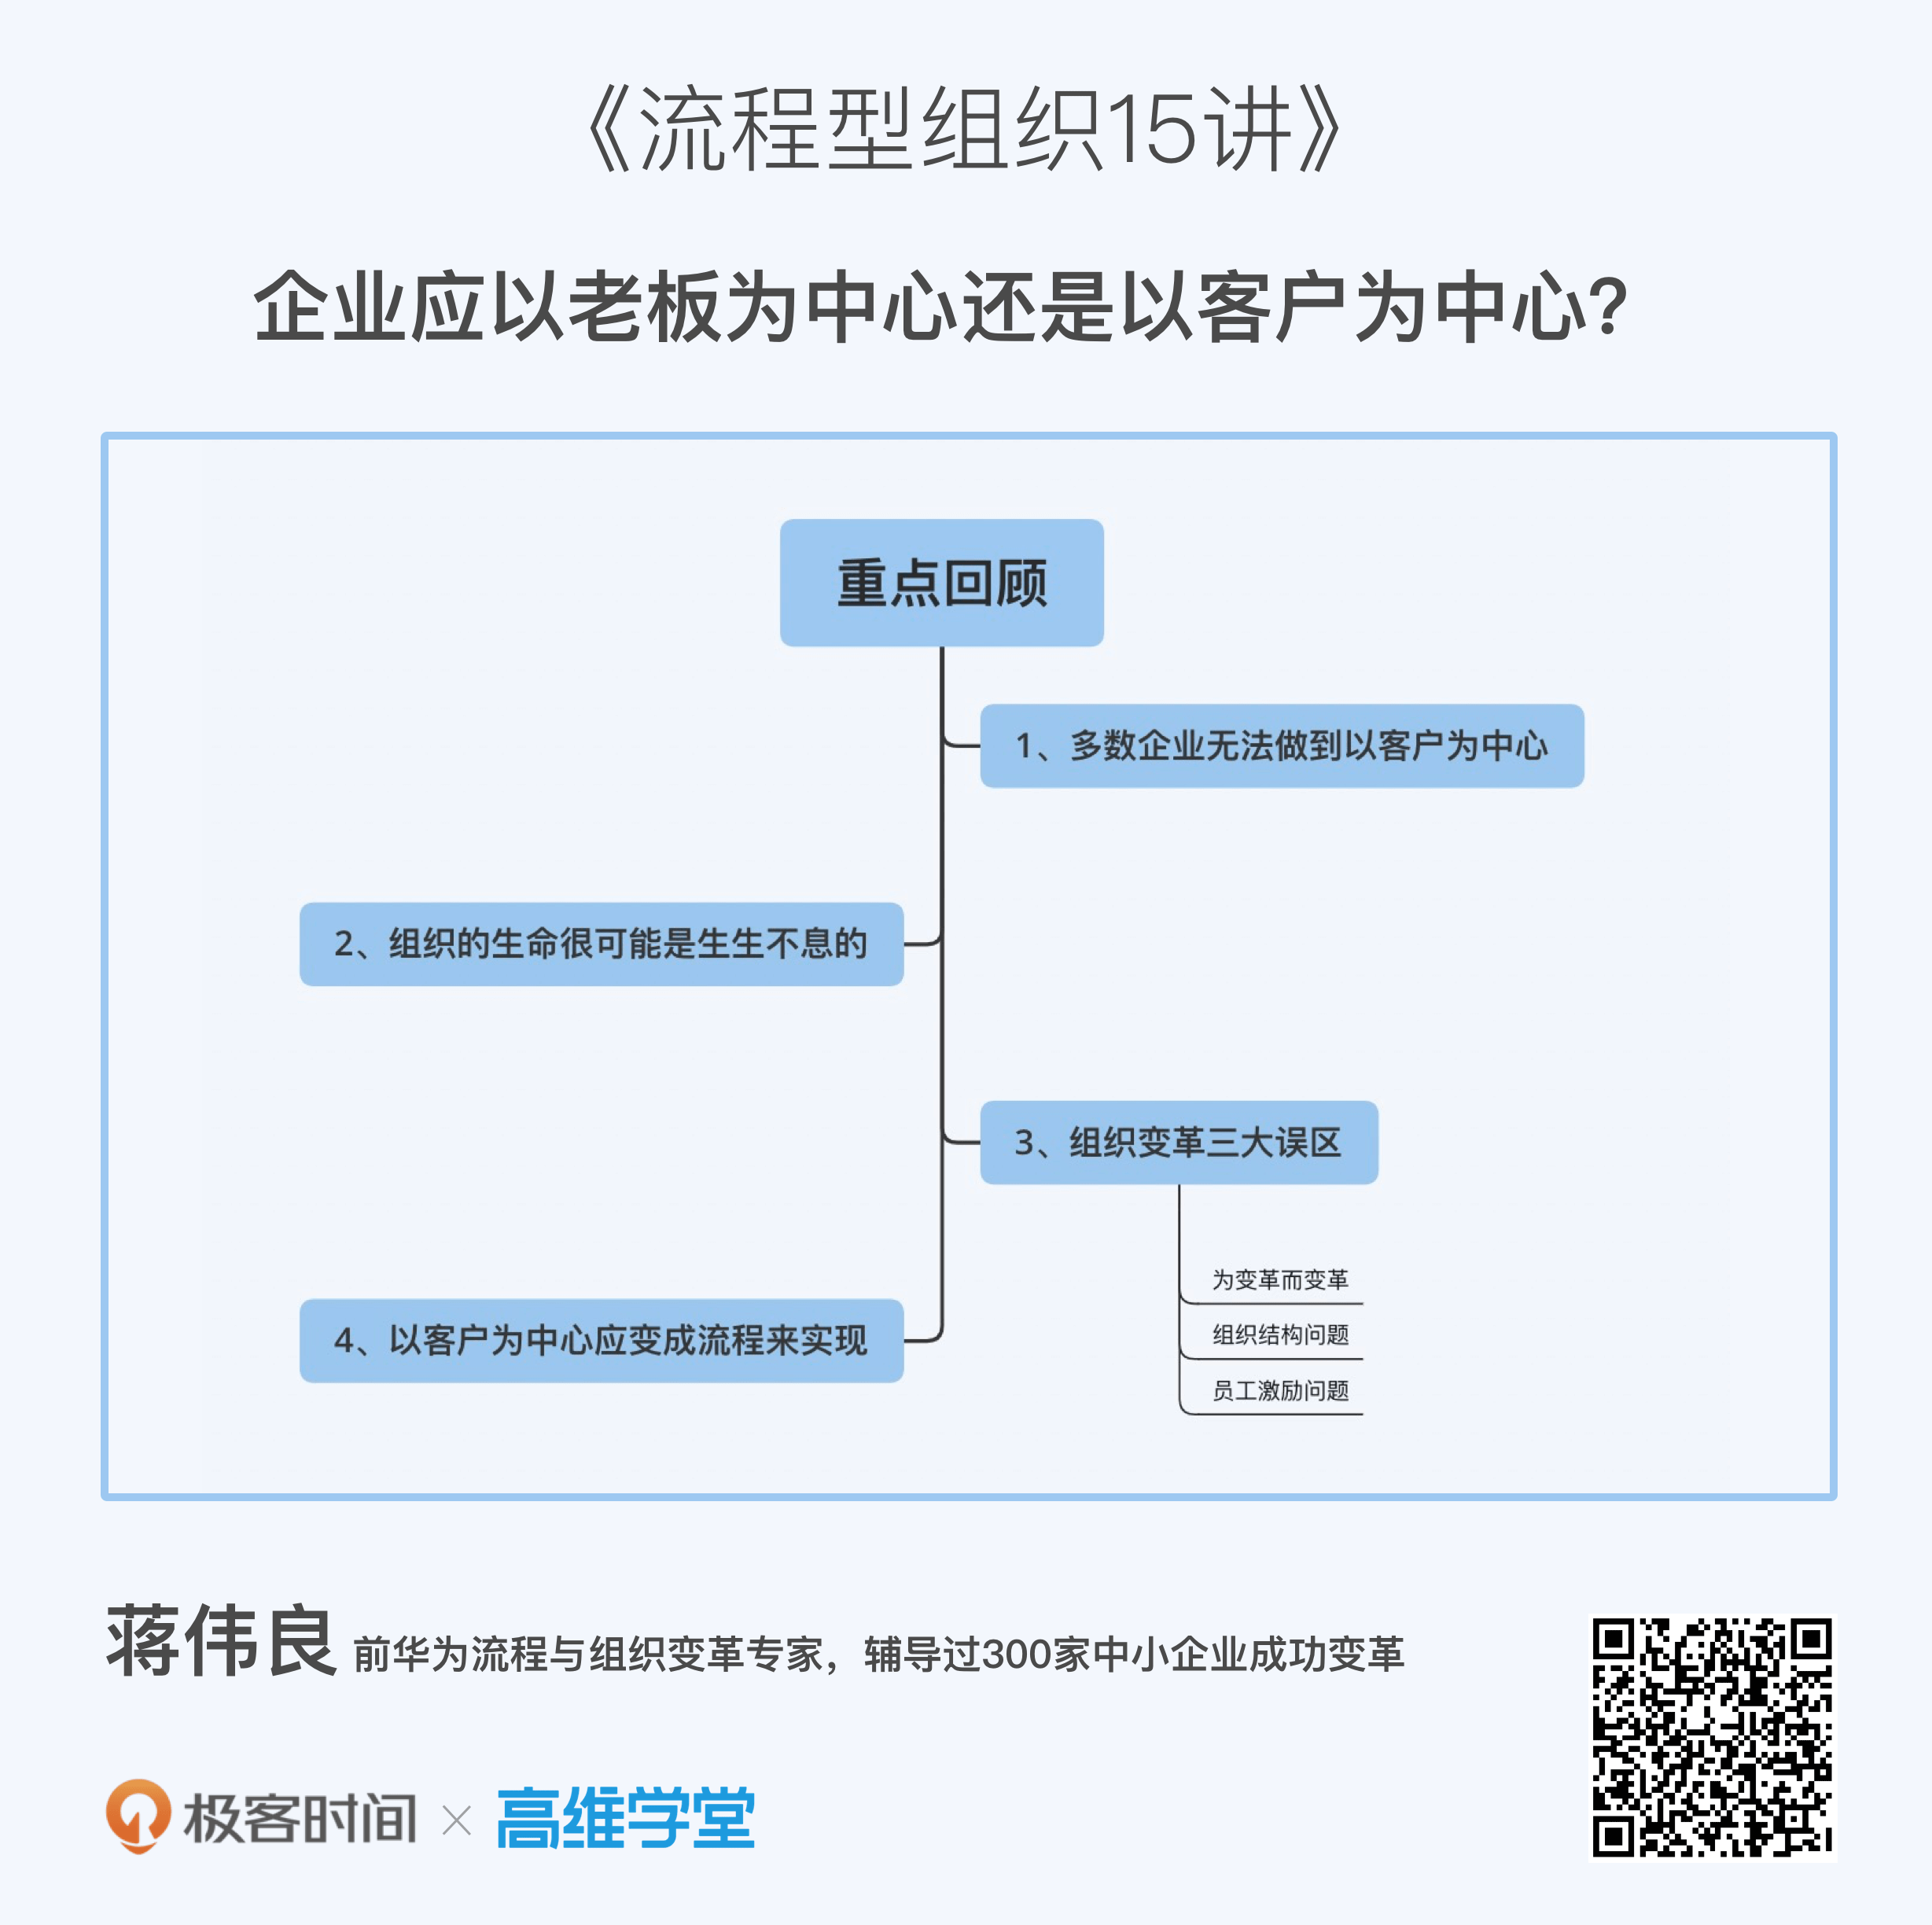 《流程型组织15讲》
企业应以老板为中心还是以客户为中心？
重点回顾
1、多数企业无法做到以客户为中心
2、组织的生命很可能是生生不息的
3、组织变革三大误区
为变革而变革
组织结构问题
员工激励问题
4、以客户为中心应变成流程来实现
蒋伟良 前华为流程与组织变革专家，辅导过300家中小企业成功变革
极客时间 × 高维学堂